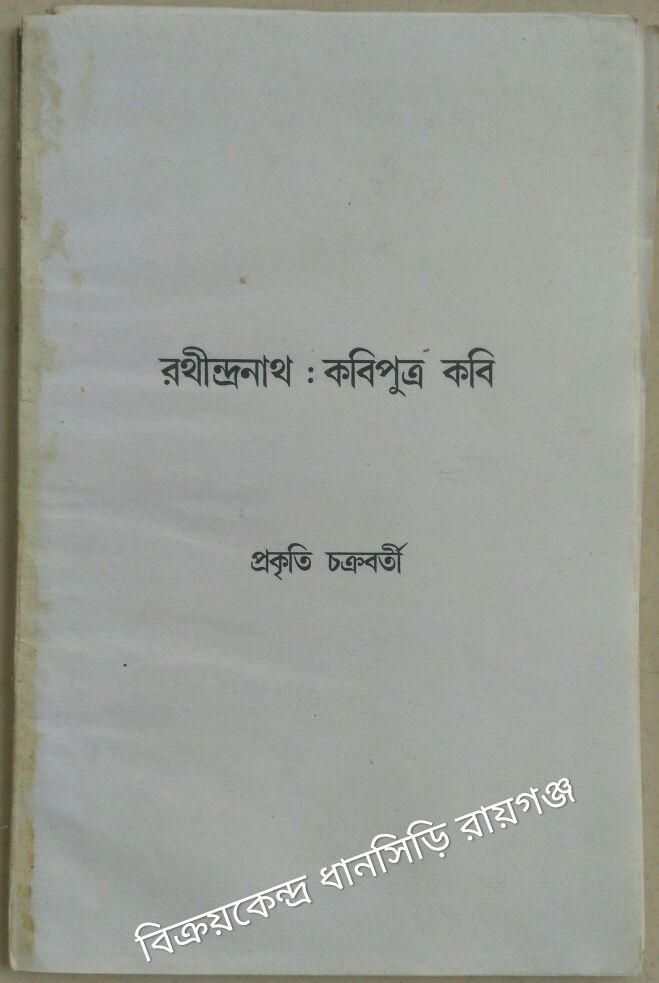 রথীন্দ্রনাথ : কবিপুত্র কবি
প্রকৃতি চক্রবর্তী
বিক্রয়কেন্দ্র ধানসিড়ি রায়গঞ্জ